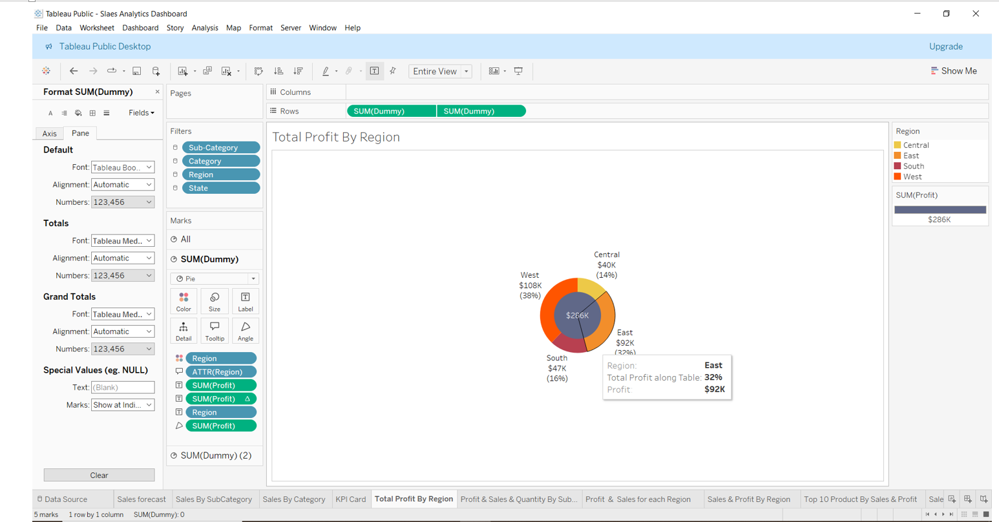 Tableau Public - Slaes Analytics Dashboard
File Data Worksheet Dashboard Story Analysis Map Format Server Window Help
Tableau Public Desktop Upgrade
Entire View Show Me
Format SUM(Dummy)
Fields
Axis Pane
Default
Font: Tableau Boo..
Alignment: Automatic
Numbers: 123,456
Totals
Font: Tableau Med..
Alignment: Automatic
Numbers: 123,456
Grand Totals
Font: Tableau Med..
Alignment: Automatic
Numbers: 123,456
Special Values (eg. NULL)
Text: (Blank)
Marks: Show at Indi...
Clear
Pages
Filters
Sub-Category
Category
Region
State
Marks
All
SUM(Dummy)
Pie
Color Size Label
Detail Tooltip Angle
Region
ATTR(Region)
SUM(Profit)
SUM(Profit) Δ
Region
SUM(Profit)
SUM(Dummy) (2)
Columns
Rows SUM(Dummy) SUM(Dummy)
Total Profit By Region
Central
$40K
(14%)
West
$108K
(38%)
$286K
East
$92K
(32%)
South
$47K
(16%)
Region: East
Total Profit along Table: 32%
Profit: $92K
Region
Central
East
South
West
SUM(Profit)
$286K
Data Source Sales forecast Sales By SubCategory Sales By Category KPI Card Total Profit By Region Profit & Sales & Quantity By Sub... Profit & Sales for each Region Sales & Profit By Region Top 10 Product By Sales & Profit Sale
5 marks 1 row by 1 column SUM(Dummy): 0